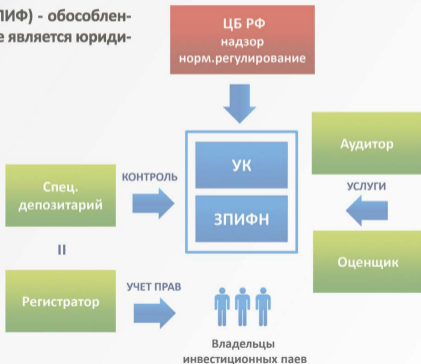 ПИФ) - обособлен-
е является юриди-
ЦБ РФ
надзор
норм.регулирование
Аудитор
УК
КОНТРОЛЬ
Спец.
депозитарий
УСЛУГИ
ЗПИФН
II
Оценщик
Регистратор
УЧЕТ ПРАВ
Владельцы
инвестиционных паев